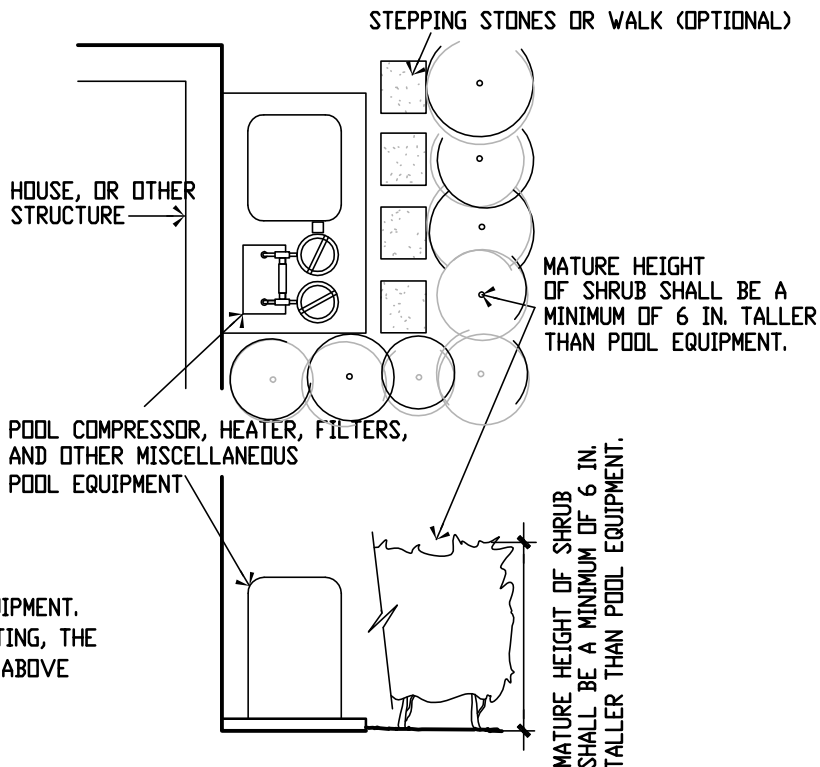 STEPPING STONES OR WALK (OPTIONAL)
HOUSE, OR OTHER
STRUCTURE
MATURE HEIGHT
OF SHRUB SHALL BE A
MINIMUM OF 6 IN. TALLER
THAN POOL EQUIPMENT.
POOL COMPRESSOR, HEATER, FILTERS,
AND OTHER MISCELLANEOUS
POOL EQUIPMENT
UIPMENT.
TING, THE
ABOVE
MATURE HEIGHT OF SHRUB
SHALL BE A MINIMUM OF 6 IN.
TALLER THAN POOL EQUIPMENT.